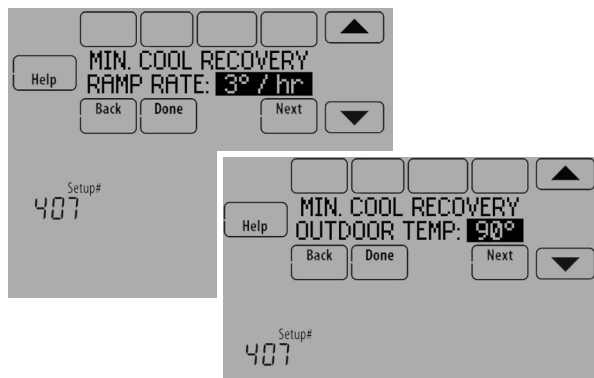 MIN. COOL RECOVERY
Help
RAMP RATE: 3° / hr
Back Done Next
Setup#
407
MIN. COOL RECOVERY
Help
OUTDOOR TEMP: 90°
Back Done Next
Setup#
407